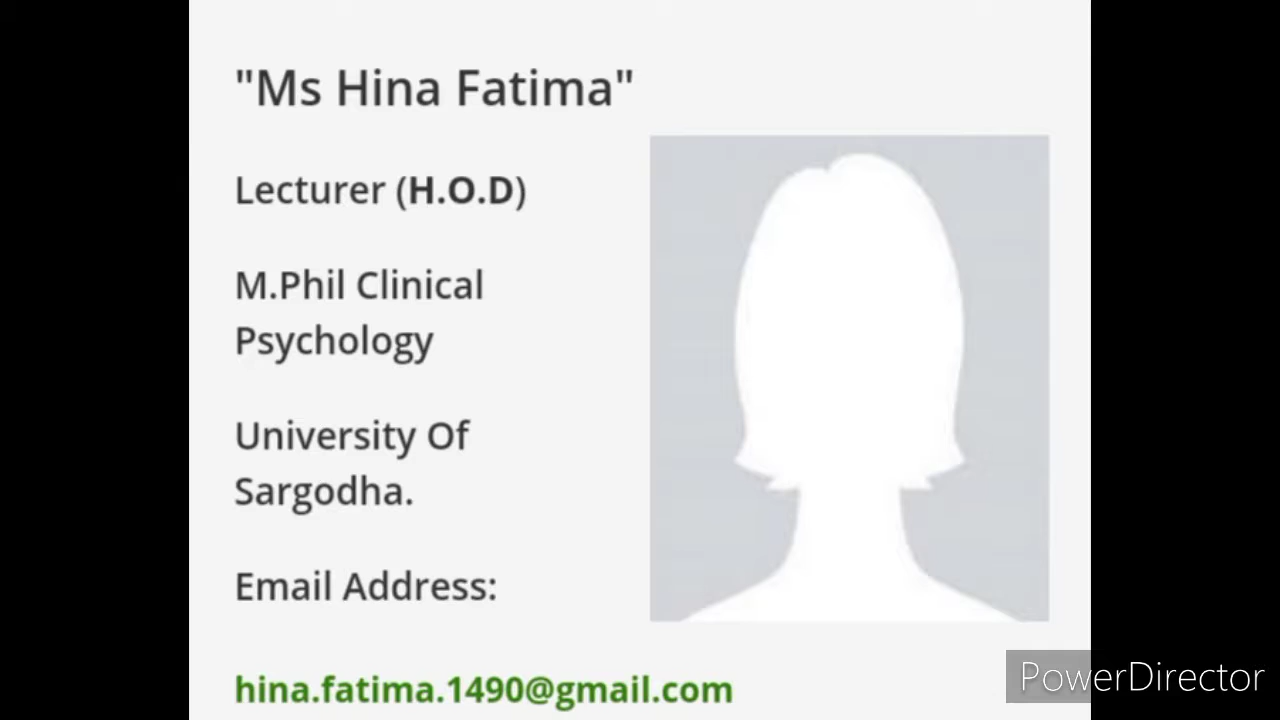 "Ms Hina Fatima"
Lecturer (H.O.D)
M.Phil Clinical
Psychology
University Of
Sargodha.
Email Address:
hina.fatima.1490@gmail.com
PowerDirector